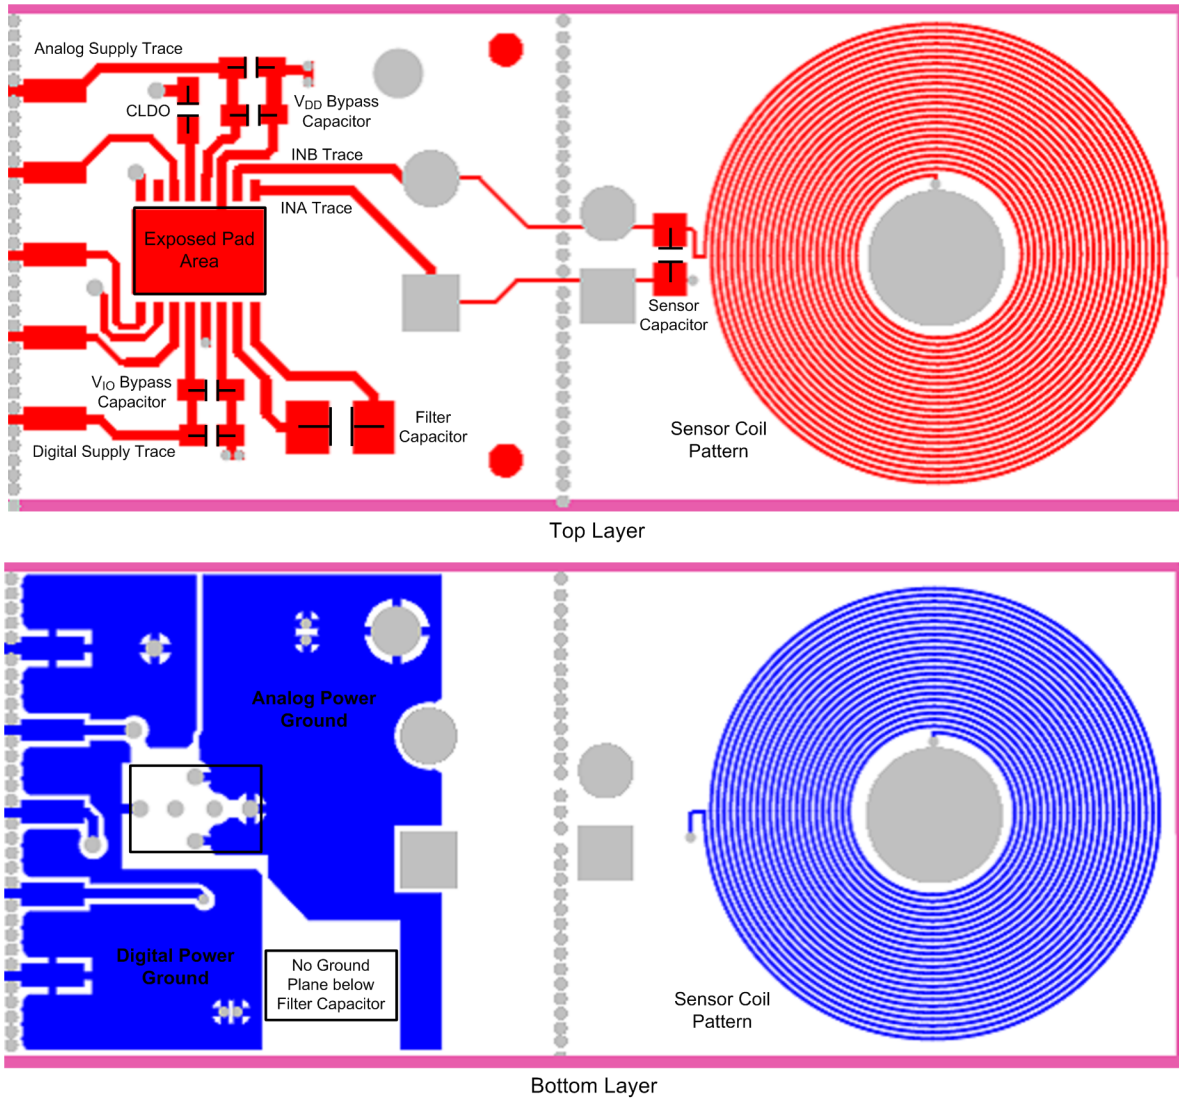 Analog Supply Trace
CLDO
VDD Bypass
Capacitor
INB Trace
INA Trace
Exposed Pad
Area
Sensor
Capacitor
VIO Bypass
Capacitor
Digital Supply Trace
Filter
Capacitor
Sensor Coil
Pattern
Top Layer
Analog Power
Ground
Digital Power
Ground
No Ground
Plane below
Filter Capacitor
Sensor Coil
Pattern
Bottom Layer